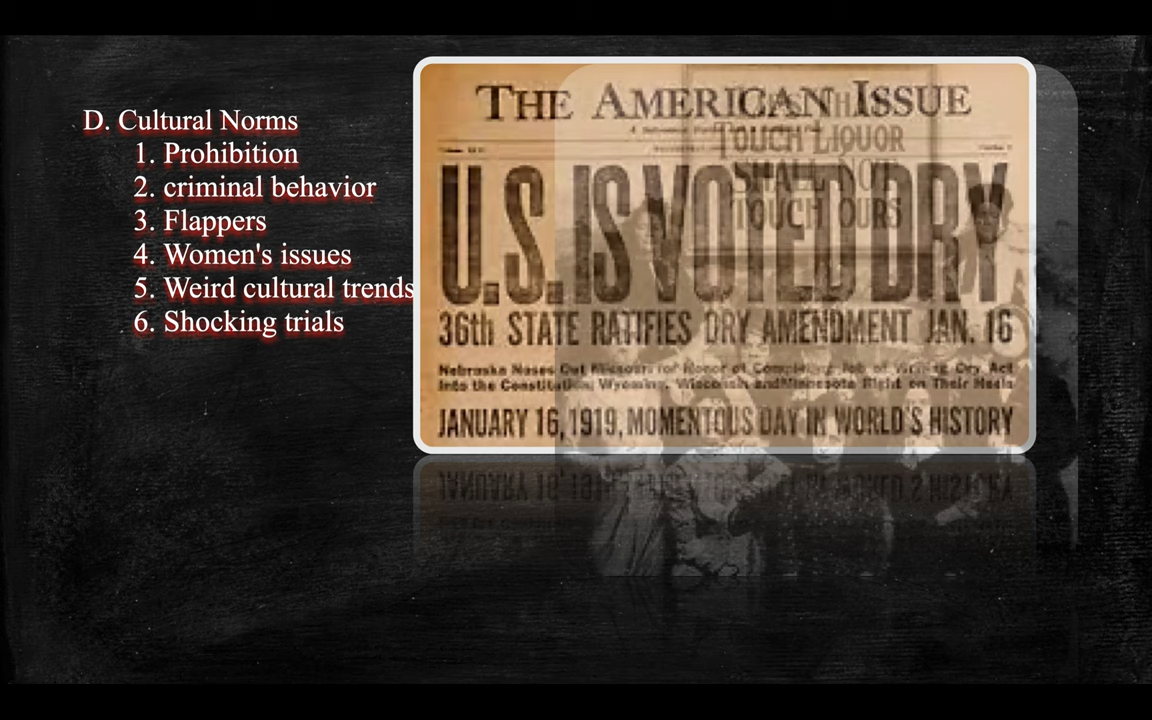 D. Cultural Norms
1. Prohibition
2. criminal behavior
3. Flappers
4. Women's issues
5. Weird cultural trends
6. Shocking trials
THE AMERICAN ISSUE
TOUCH LIQUOR
SHALL NOT
TOUCH OURS
U.S. IS VOTED DRY
36th STATE RATIFIES DRY AMENDMENT JAN. 16
Nebraska Noses Out Missouri for Honor of Completing Job of Writing Dry Act
Into the Constitution; Wyoming, Wisconsin and Minnesota Right on Their Heels
JANUARY 16, 1919, MOMENTOUS DAY IN WORLD'S HISTORY